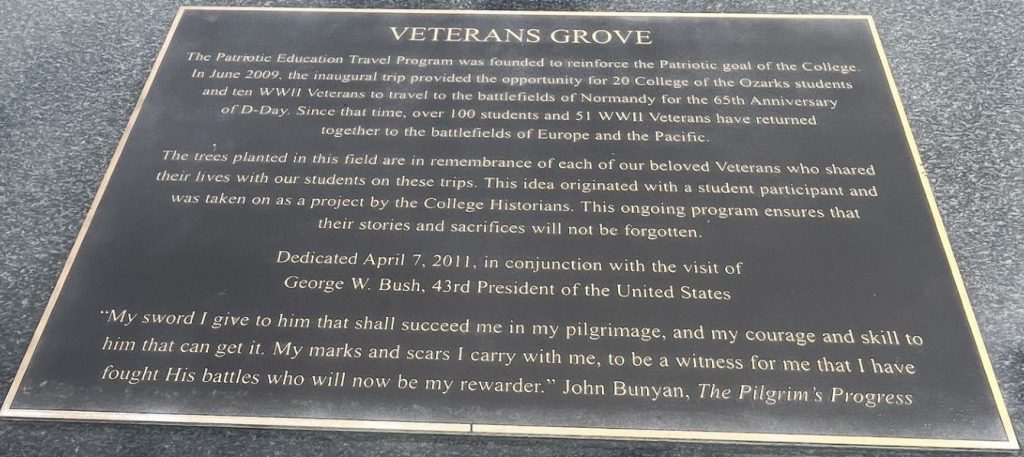 VETERANS GROVE
The Patriotic Education Travel Program was founded to reinforce the Patriotic goal of the College.
In June 2009, the inaugural trip provided the opportunity for 20 College of the Ozarks students
and ten WWII Veterans to travel to the battlefields of Normandy for the 65th Anniversary
of D-Day. Since that time, over 100 students and 51 WWII Veterans have returned
together to the battlefields of Europe and the Pacific.
The trees planted in this field are in remembrance of each of our beloved Veterans who shared
their lives with our students on these trips. This idea originated with a student participant and
was taken on as a project by the College Historians. This ongoing program ensures that
their stories and sacrifices will not be forgotten.
Dedicated April 7, 2011, in conjunction with the visit of
George W. Bush, 43rd President of the United States
“My sword I give to him that shall succeed me in my pilgrimage, and my courage and skill to
him that can get it. My marks and scars I carry with me, to be a witness for me that I have
fought His battles who will now be my rewarder.” John Bunyan, The Pilgrim’s Progress